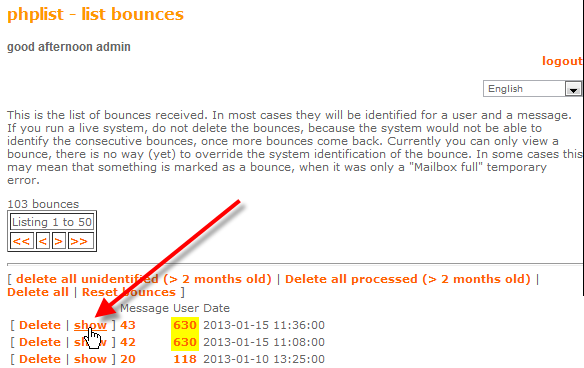 phplist - list bounces
good afternoon admin
logout
English
This is the list of bounces received. In most cases they will be identified for a user and a message.
If you run a live system, do not delete the bounces, because the system would not be able to
identify the consecutive bounces, once more bounces come back. Currently you can only view a
bounce, there is no way (yet) to override the system identification of the bounce. In some cases this
may mean that something is marked as a bounce, when it was only a "Mailbox full" temporary
error.
103 bounces
Listing 1 to 50
<< < > >>
[ delete all unidentified (> 2 months old) | Delete all processed (> 2 months old) |
Delete all | Reset bounces ]
Message User Date
[ Delete | show ] 43 630 2013-01-15 11:36:00
[ Delete | show ] 42 630 2013-01-15 11:08:00
[ Delete | show ] 20 118 2013-01-10 13:25:00